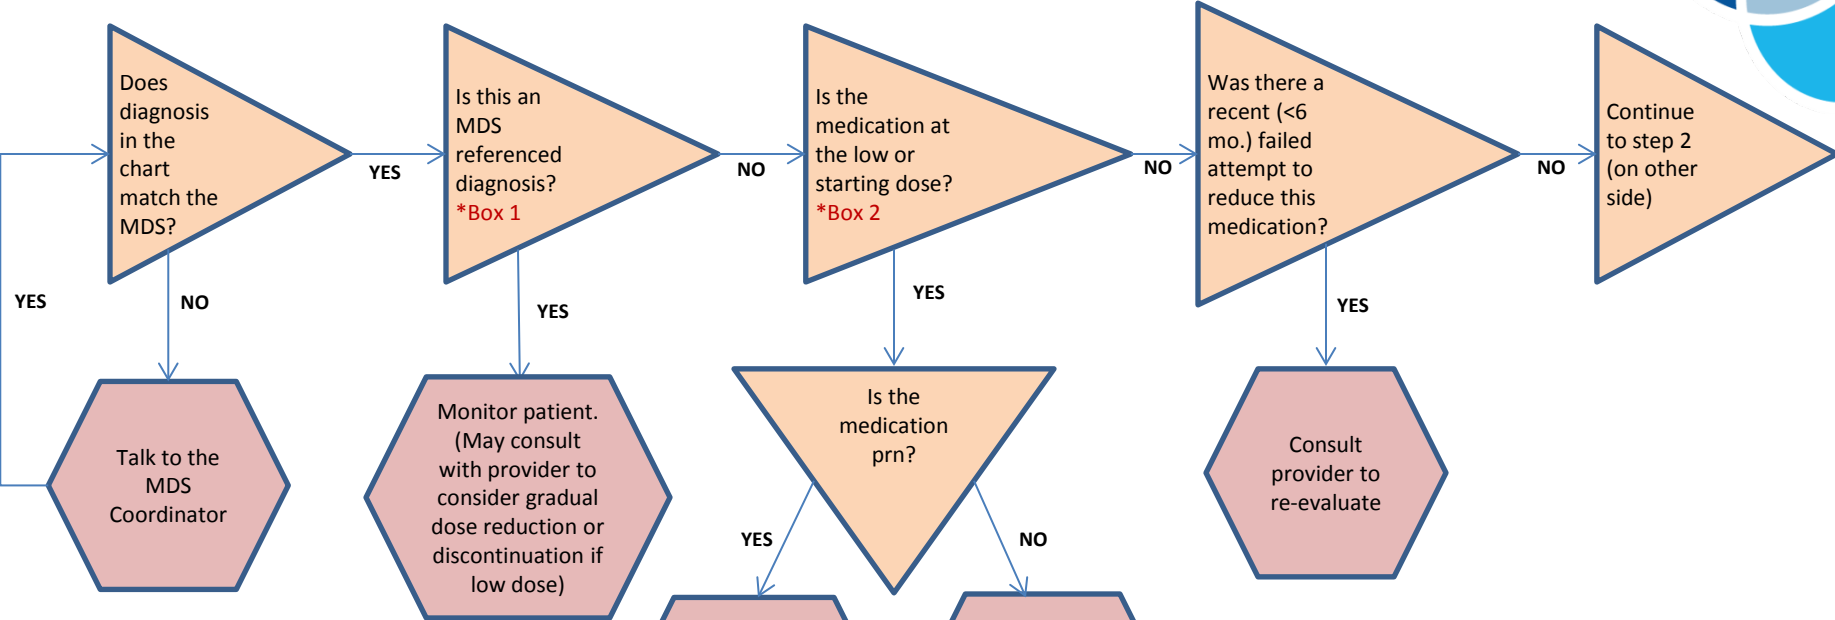 Does
diagnosis
in the
chart
match the
MDS?
YES
Is this an
MDS
referenced
diagnosis?
*Box 1
NO
Is the
medication at
the low or
starting dose?
*Box 2
NO
Was there a
recent (<6
mo.) failed
attempt to
reduce this
medication?
NO
Continue
to step 2
(on other
side)
YES
NO
YES
YES
YES
Talk to the
MDS
Coordinator
Monitor patient.
(May consult
with provider to
consider gradual
dose reduction or
discontinuation if
low dose)
Is the
medication
prn?
YES
NO
Consult
provider to
re-evaluate